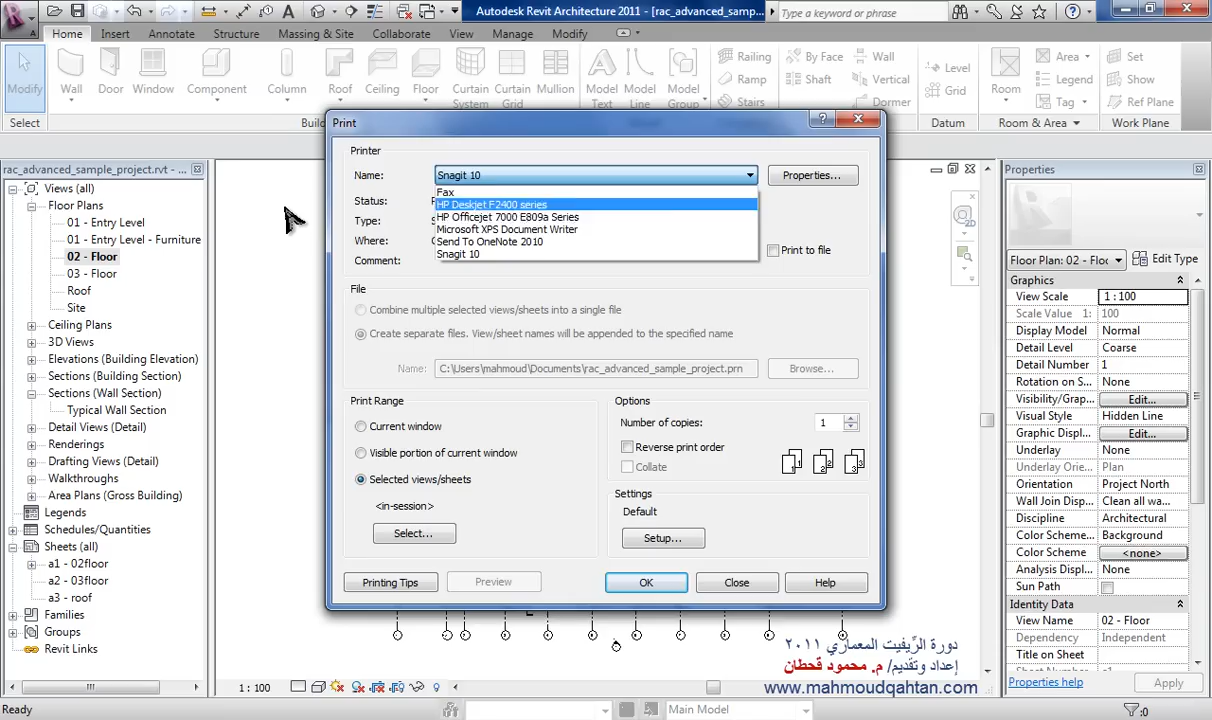 Autodesk Revit Architecture 2011 - [rac_advanced_samp...
Type a keyword or phrase
Home Insert Annotate Structure Massing & Site Collaborate View Manage Modify
Modify Wall Door Window Component Column Roof Ceiling Floor Curtain System Curtain Grid Mullion Railing Ramp Stairs Model Text Model Line Model Group By Face Shaft Wall Vertical Dormer Level Grid Room Area Legend Tag Set Show Ref Plane
Select Datum Room & Area Work Plane
rac_advanced_sample_project.rvt - ...
Views (all)
Floor Plans
01 - Entry Level
01 - Entry Level - Furniture
02 - Floor
03 - Floor
Roof
Site
Ceiling Plans
3D Views
Elevations (Building Elevation)
Sections (Building Section)
Sections (Wall Section)
Typical Wall Section
Detail Views (Detail)
Renderings
Drafting Views (Detail)
Walkthroughs
Area Plans (Gross Building)
Legends
Schedules/Quantities
Sheets (all)
a1 - 02floor
a2 - 03floor
a3 - roof
Families
Groups
Revit Links
Print
Printer
Name: Snagit 10 Properties...
Fax
Status:
HP Deskjet F2400 series
Type:
HP Officejet 7000 E809a Series
Microsoft XPS Document Writer
Where:
Send To OneNote 2010
Print to file
Snagit 10
Comment:
File
Combine multiple selected views/sheets into a single file
Create separate files. View/sheet names will be appended to the specified name
Name: C:\Users\mahmoud\Documents\rac_advanced_sample_project.prn Browse...
Print Range
Current window
Visible portion of current window
Selected views/sheets
<in-session>
Select...
Options
Number of copies: 1
Reverse print order
Collate
1 1 2 2 3 3
Settings
Default
Setup...
Printing Tips Preview OK Close Help
Properties
Floor Plan: 02 - Floo Edit Type
Graphics
View Scale 1 : 100
Scale Value 1: 100
Display Model Normal
Detail Level Coarse
Detail Number 1
Rotation on S... None
Visibility/Grap... Edit...
Visual Style Hidden Line
Graphic Displ... Edit...
Underlay None
Underlay Orie... Plan
Orientation Project North
Wall Join Disp... Clean all wa...
Discipline Architectural
Color Scheme ... Background
Color Scheme <none>
Analysis Displ... None
Sun Path
Identity Data
View Name 02 - Floor
Dependency Independent
Title on Sheet
Properties help Apply
دورة الرِّيفيت المعماري ٢٠١١
إعداد وتقديم/ م. محمود قحطان
www.mahmoudqahtan.com
1 : 100
Ready Main Model :0